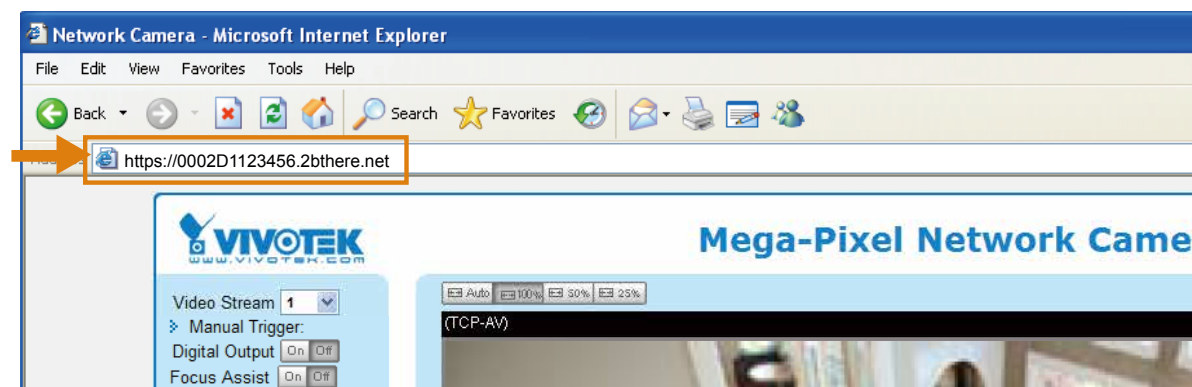 Network Camera - Microsoft Internet Explorer
File Edit View Favorites Tools Help
Back Search Favorites
https://0002D1123456.2bthere.net
VIVOTEK
www.vivotek.com
Mega-Pixel Network Came
Video Stream 1
Auto 100% 50% 25%
Manual Trigger:
(TCP-AV)
Digital Output On Off
Focus Assist On Off